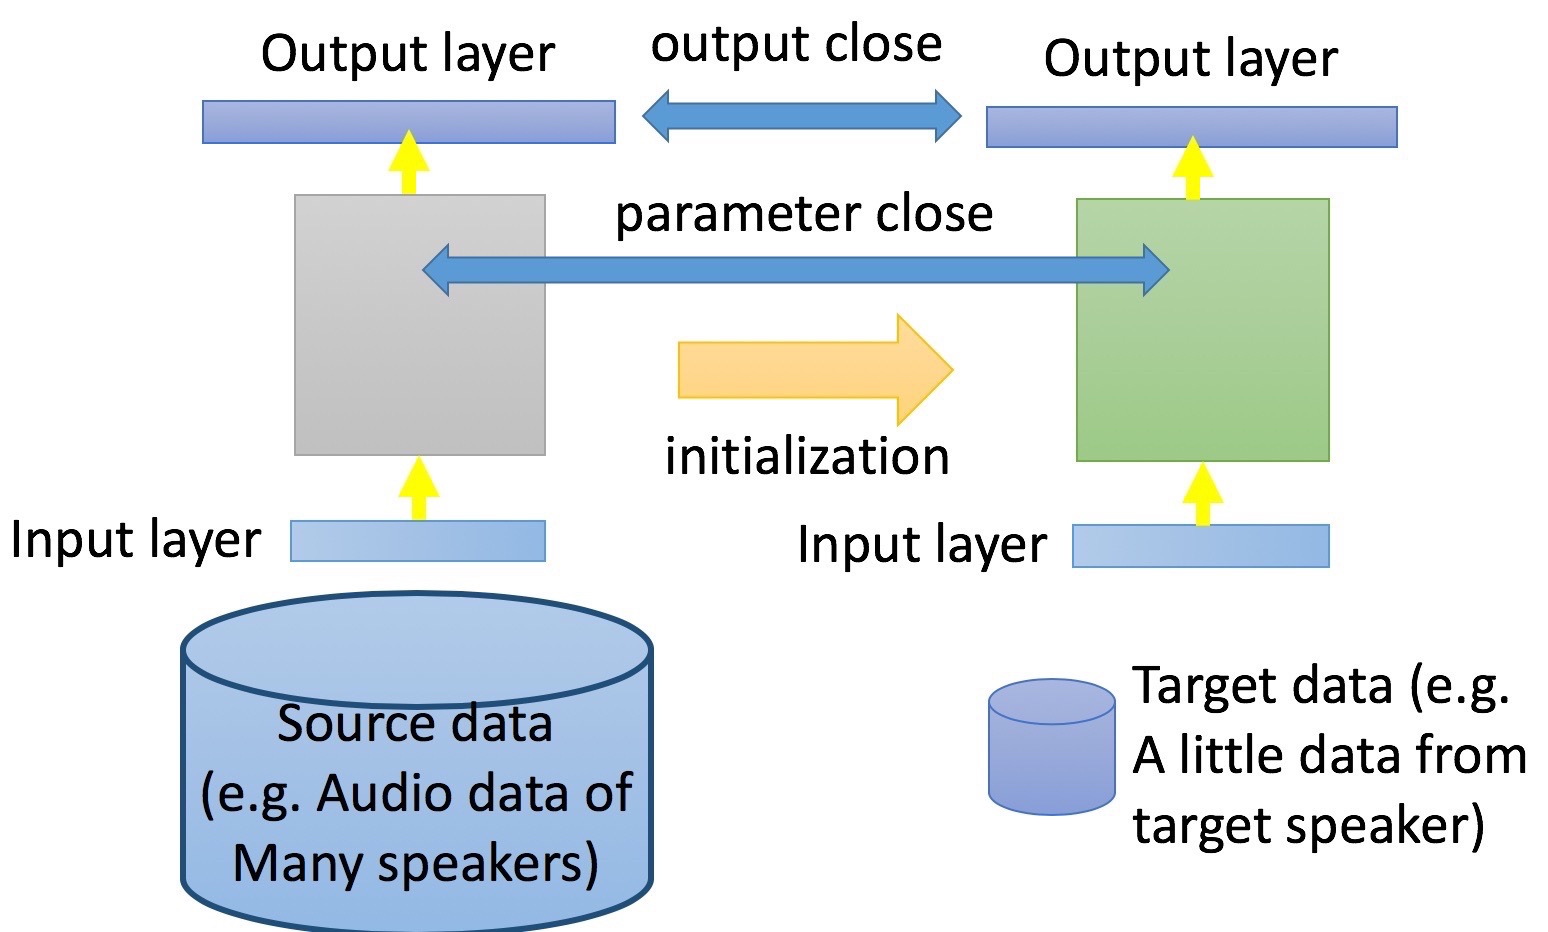 Output layer
output close
Output layer
parameter close
initialization
Input layer
Input layer
Source data
(e.g. Audio data of
Many speakers)
Target data (e.g.
A little data from
target speaker)